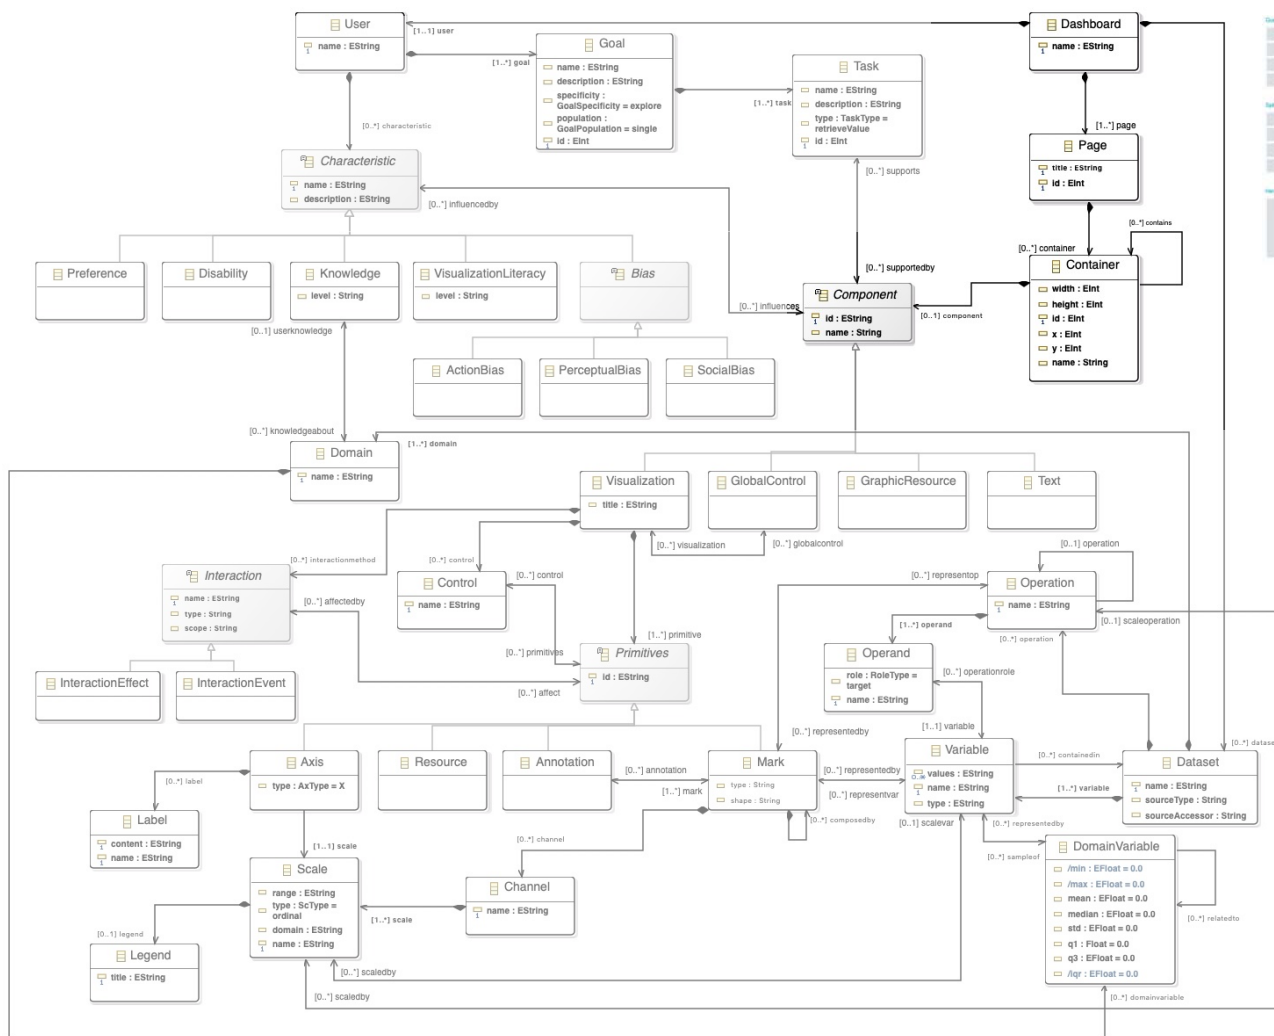 User
name : EString
[1..1] user
Dashboard
name : EString
Goal
name : EString
description : EString
specificity :
GoalSpecificity = explore
population :
GoalPopulation = single
id : EInt
[1..*] goal
Task
name : EString
description : EString
type : TaskType =
retrieveValue
id : EInt
[1..*] task
[0..*] characteristic
[1..*] page
Page
title : EString
id : EInt
Characteristic
name : EString
description : EString
[0..*] supports
[0..*] influencedby
[0..*] contains
[0..*] container
Preference
Disability
Knowledge
level : String
VisualizationLiteracy
level : String
Bias
[0..*] supportedby
Container
width : EInt
height : EInt
id : EInt
x : EInt
y : EInt
name : String
Component
id : EString
name : String
[0..*] influences
[0..1] component
[0..1] userknowledge
ActionBias
PerceptualBias
SocialBias
[0..*] knowledgeabout
[1..*] domain
Domain
name : EString
Visualization
title : EString
GlobalControl
GraphicResource
Text
[0..*] visualization
[0..*] globalcontrol
[0..*] interactionmethod
[0..*] control
[0..1] operation
Interaction
name : EString
type : String
scope : String
Control
name : EString
[0..*] control
[0..*] affectedby
[0..*] representop
Operation
name : EString
[0..1] scaleoperation
[1..*] operand
[0..*] operation
[1..*] primitive
[0..*] primitives
Primitives
id : EString
[0..*] affect
Operand
role : RoleType =
target
name : EString
[0..*] operationrole
InteractionEffect
InteractionEvent
[0..*] representedby
[1..1] variable
[0..*] dataset
Axis
type : AxType = X
Resource
Annotation
Mark
type : String
shape : String
Variable
values : EString
name : EString
type : EString
[0..*] containedin
Dataset
name : EString
sourceType : String
sourceAccessor : String
[0..*] label
[0..*] annotation
[1..*] mark
[0..*] representedby
[0..*] representvar
[1..*] variable
Label
content : EString
name : EString
[0..*] composedby
[0..1] scalevar
[0..*] representedby
[0..*] channel
[1..1] scale
[0..*] sampleof
DomainVariable
/min : EFloat = 0.0
/max : EFloat = 0.0
mean : EFloat = 0.0
median : EFloat = 0.0
std : EFloat = 0.0
q1 : Float = 0.0
q3 : EFloat = 0.0
/iqr : EFloat = 0.0
[0..*] relatedto
Scale
range : EString
type : ScType =
ordinal
domain : EString
name : EString
Channel
name : EString
[1..*] scale
[0..1] legend
Legend
title : EString
[0..*] scaledby
[0..*] scaledby
[0..*] domainvariable